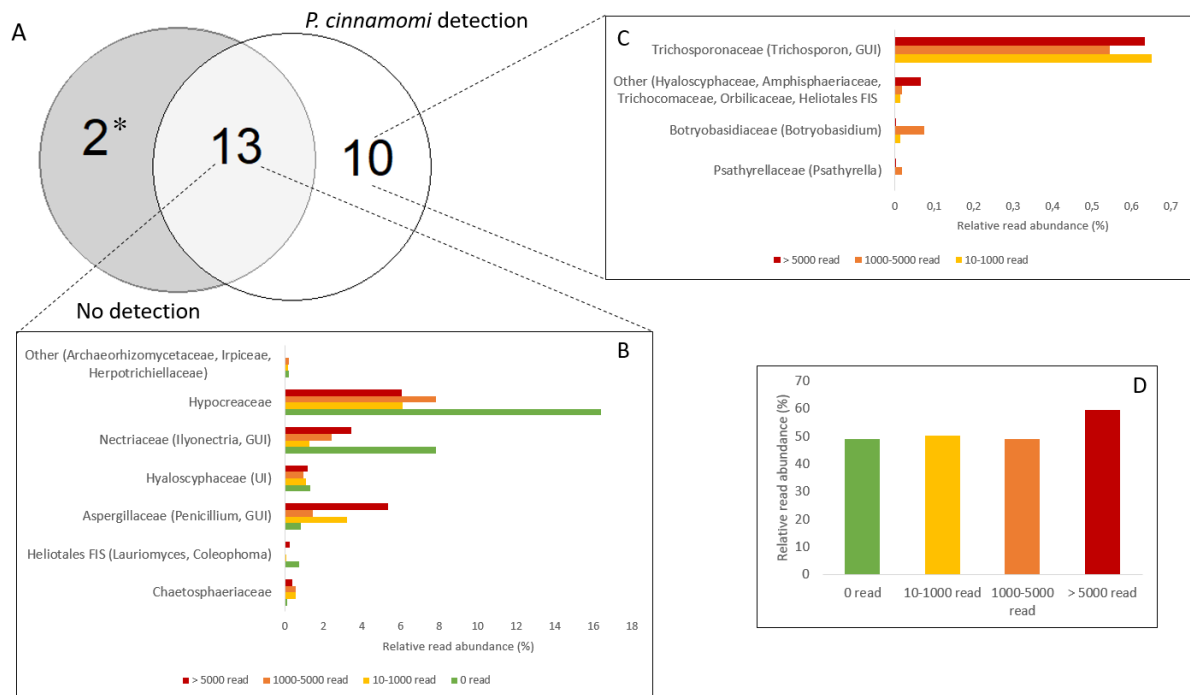 A
P. cinnamomi detection
2*
13
10
No detection
C
Trichosporonaceae (Trichosporon, GUI)
Other (Hyaloscyphaceae, Amphisphaeriaceae,
Trichocomaceae, Orbilicaceae, Heliotales FIS
Botryobasidiaceae (Botryobasidium)
Psathyrellaceae (Psathyrella)
0 0,1 0,2 0,3 0,4 0,5 0,6 0,7
Relative read abundance (%)
> 5000 read 1000-5000 read 10-1000 read
B
Other (Archaeorhizomycetaceae, Irpiceae,
Herpotrichiellaceae)
Hypocreaceae
Nectriaceae (Ilyonectria, GUI)
Hyaloscyphaceae (UI)
Aspergillaceae (Penicillium, GUI)
Heliotales FIS (Lauriomyces, Coleophoma)
Chaetosphaeriaceae
0 2 4 6 8 10 12 14 16 18
Relative read abundance (%)
> 5000 read 1000-5000 read 10-1000 read 0 read
D
Relative read abundance (%)
70
60
50
40
30
20
10
0
0 read 10-1000 read 1000-5000 read > 5000 read